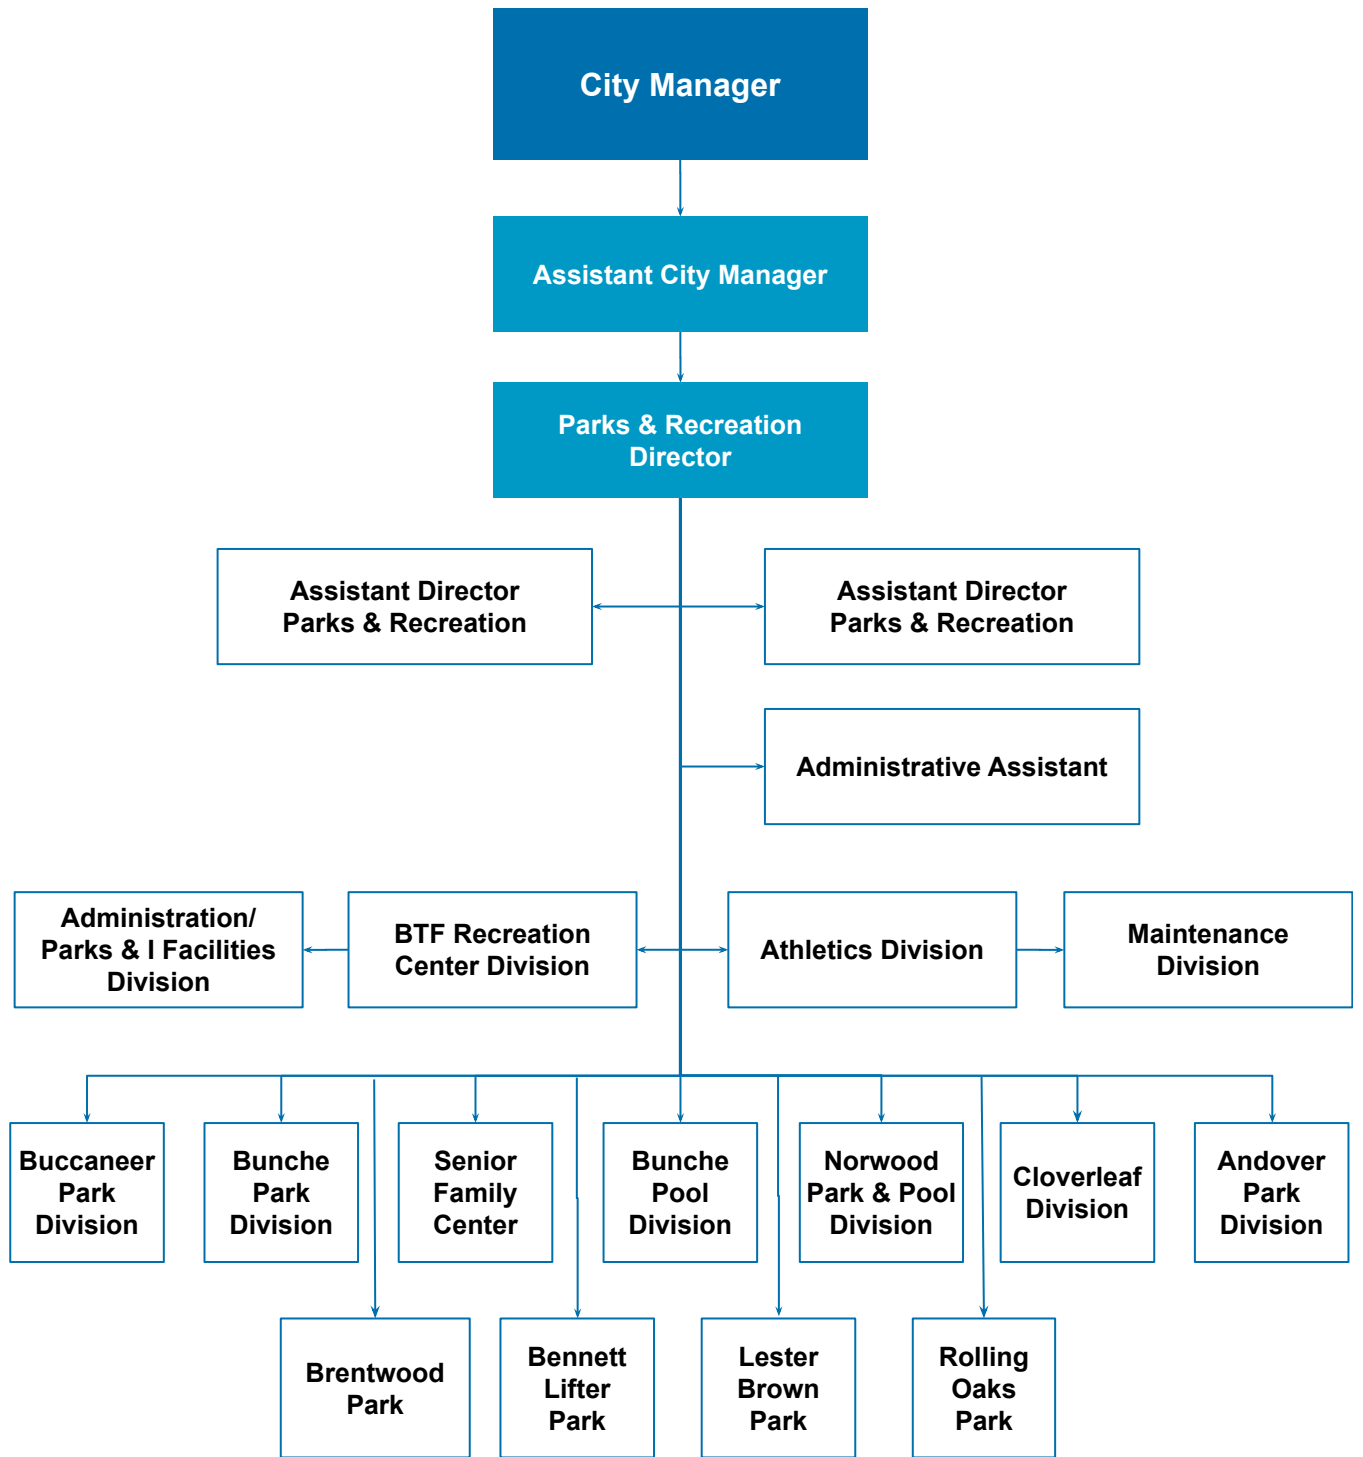 City Manager
Assistant City Manager
Parks & Recreation
Director
Assistant Director
Parks & Recreation
Assistant Director
Parks & Recreation
Administrative Assistant
Administration/
Parks & I Facilities
Division
BTF Recreation
Center Division
Athletics Division
Maintenance
Division
Buccaneer
Park
Division
Bunche
Park
Division
Senior
Family
Center
Bunche
Pool
Division
Norwood
Park & Pool
Division
Cloverleaf
Division
Andover
Park
Division
Brentwood
Park
Bennett
Lifter
Park
Lester
Brown
Park
Rolling
Oaks
Park